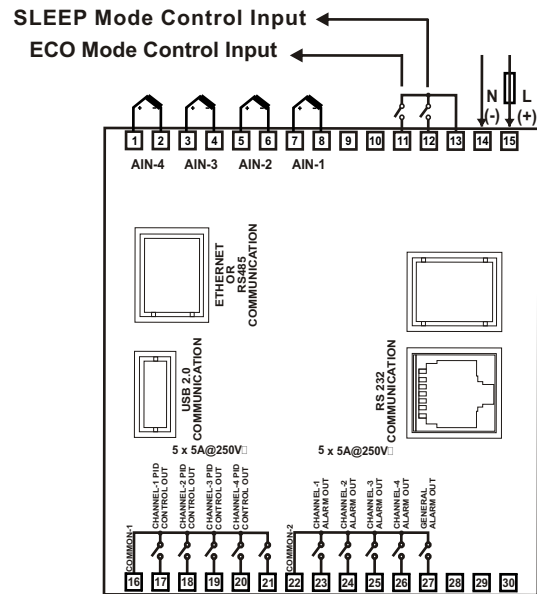 SLEEP Mode Control Input
ECO Mode Control Input
N L
(-) (+)
1 2 3 4 5 6 7 8 9 10 11 12 13 14 15
AIN-4 AIN-3 AIN-2 AIN-1
ETHERNET
OR
RS485
COMMUNICATION
USB 2.0
COMMUNICATION
RS 232
COMMUNICATION
5 x 5A@250V 5 x 5A@250V
COMMON-1
CHANNEL-1 PID
CONTROL OUT
CHANNEL-2 PID
CONTROL OUT
CHANNEL-3 PID
CONTROL OUT
CHANNEL-4 PID
CONTROL OUT
COMMON-2
CHANNEL-1
ALARM OUT
CHANNEL-2
ALARM OUT
CHANNEL-3
ALARM OUT
CHANNEL-4
ALARM OUT
GENERAL
ALARM OUT
16 17 18 19 20 21 22 23 24 25 26 27 28 29 30